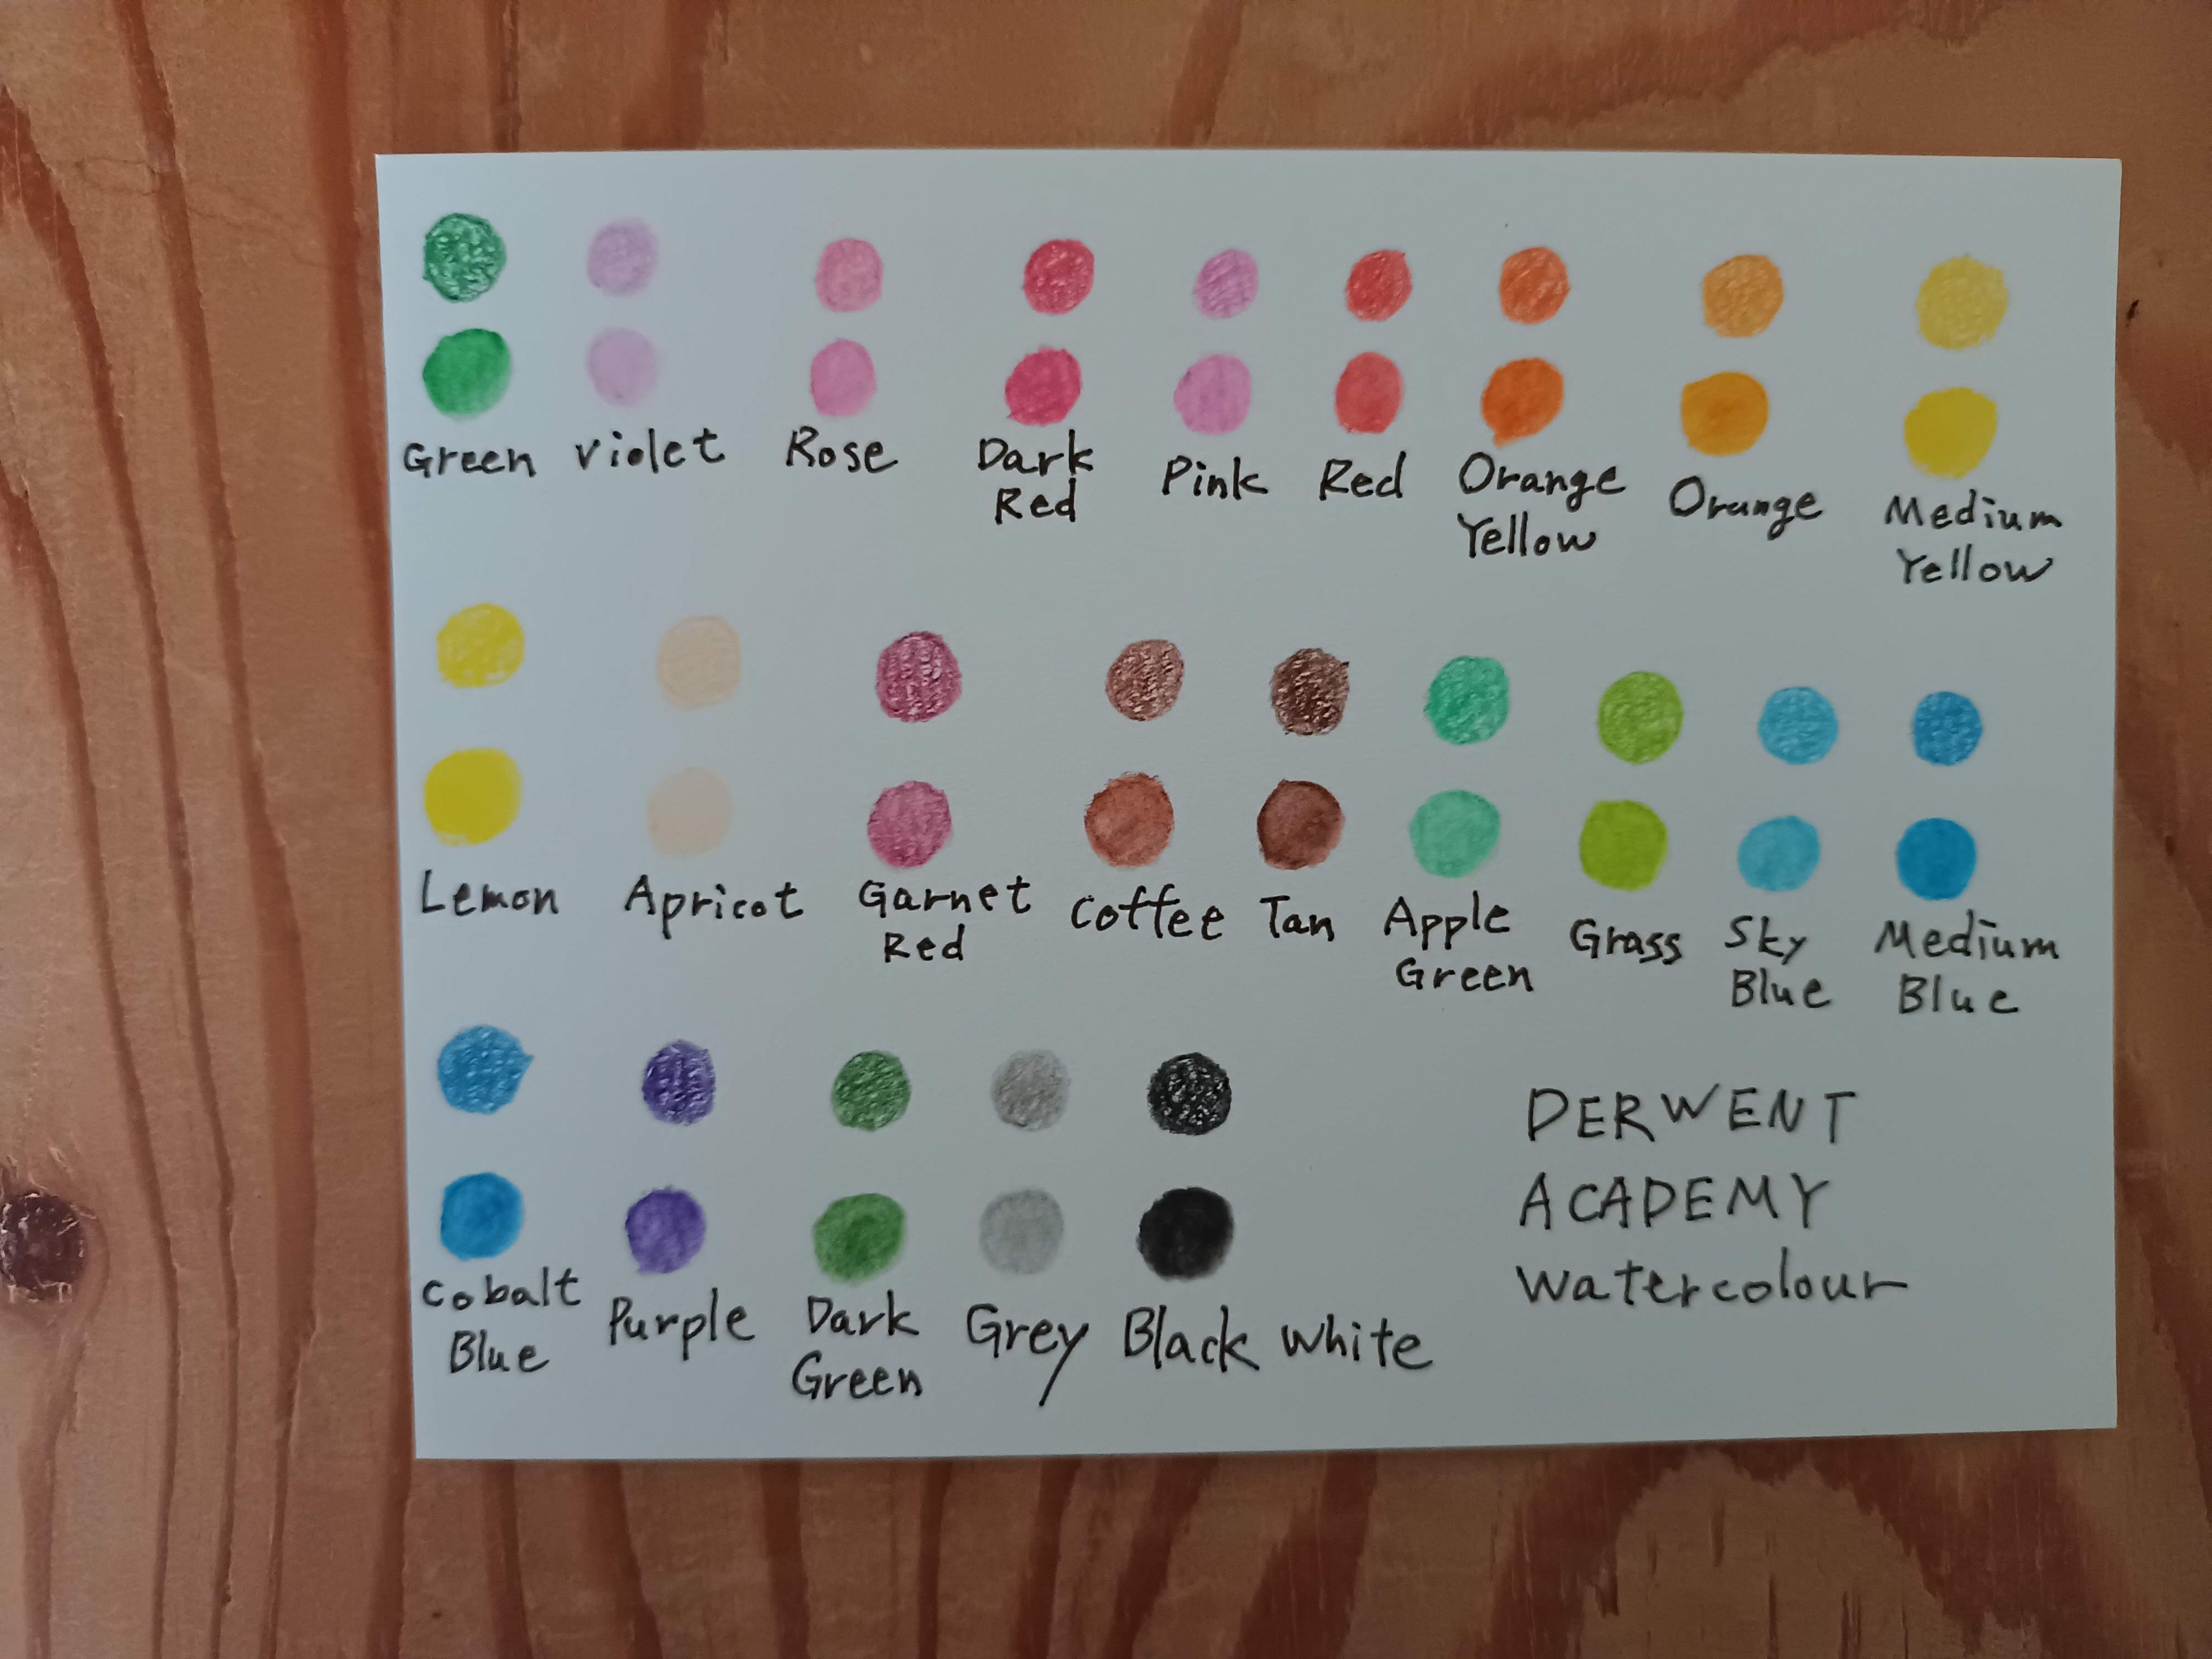 Green violet Rose Dark Red Pink Red Orange Yellow Orange Medium Yellow
Lemon Apricot Garnet Red Coffee Tan Apple Green Grass Sky Blue Medium Blue
Cobalt Blue Purple Dark Green Grey Black White
DERWENT
ACADEMY
Watercolour